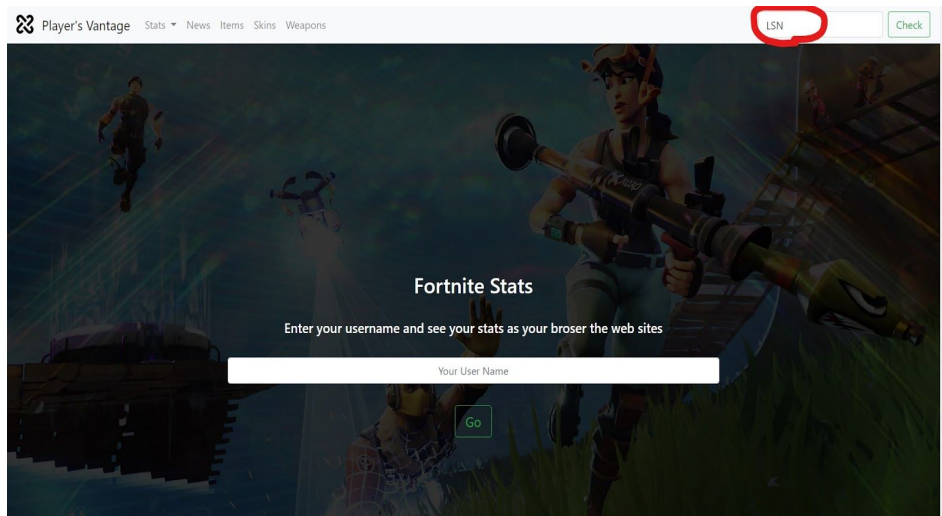 Player's Vantage Stats News Items Skins Weapons LSN Check
Fortnite Stats
Enter your username and see your stats as your broser the web sites
Your User Name
Go